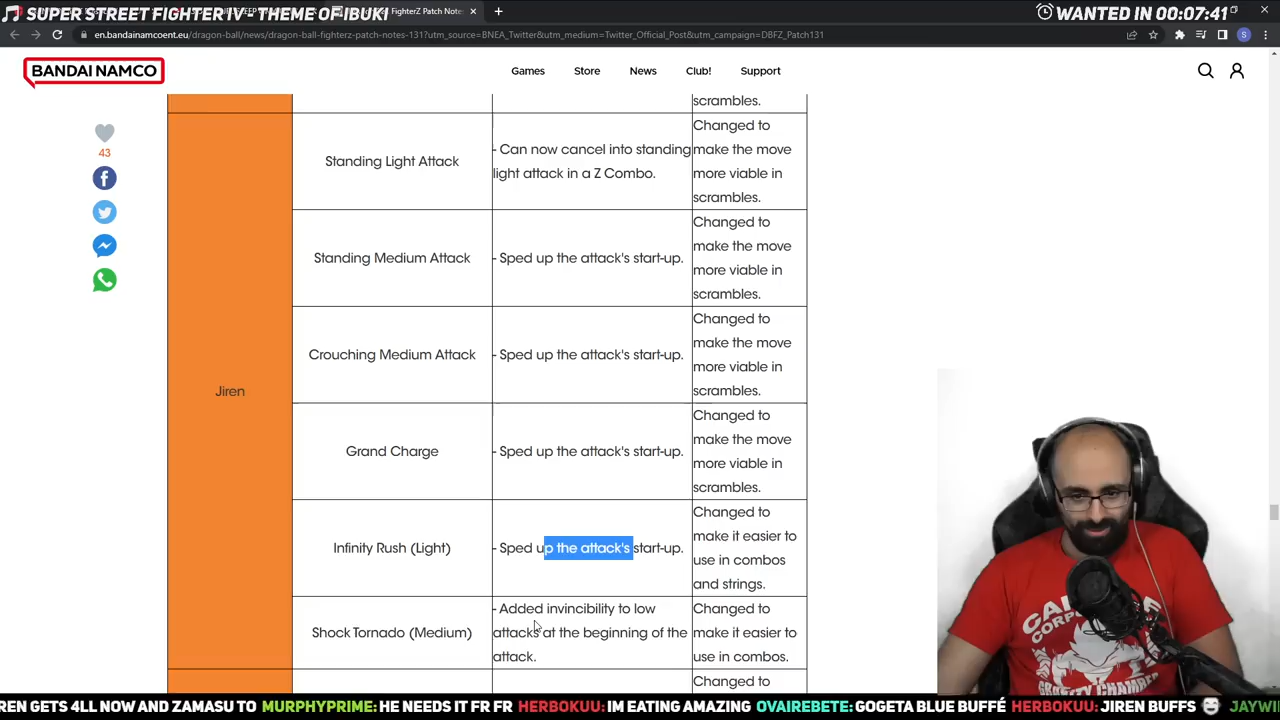 SUPER STREET FIGHTER IV - THEME OF IBUKI
FighterZ Patch Note
WANTED IN 00:07:41
en.bandainamcoent.eu/dragon-ball/news/dragon-ball-fighterz-patch-notes-131?utm_source=BNEA_Twitter&utm_medium=Twitter_Official_Post&utm_campaign=DBFZ_Patch131
S
BANDAI NAMCO
Games
Store
News
Club!
Support
43
scrambles.
Jiren
Standing Light Attack
- Can now cancel into standing
light attack in a Z Combo.
Changed to
make the move
more viable in
scrambles.
Standing Medium Attack
- Sped up the attack's start-up.
Changed to
make the move
more viable in
scrambles.
Crouching Medium Attack
- Sped up the attack's start-up.
Changed to
make the move
more viable in
scrambles.
Grand Charge
- Sped up the attack's start-up.
Changed to
make the move
more viable in
scrambles.
Infinity Rush (Light)
- Sped up the attack's start-up.
Changed to
make it easier to
use in combos
and strings.
Shock Tornado (Medium)
- Added invincibility to low
attacks at the beginning of the
attack.
Changed to
make it easier to
use in combos.
Changed to
GRAVITY CHAMBER
REN GETS 4LL NOW AND ZAMASU TO MURPHYPRIME: HE NEEDS IT FR FR HERBOKUU: IM EATING AMAZING OVAIREBETE: GOGETA BLUE BUFFÉ HERBOKUU: JIREN BUFFS JAYWI